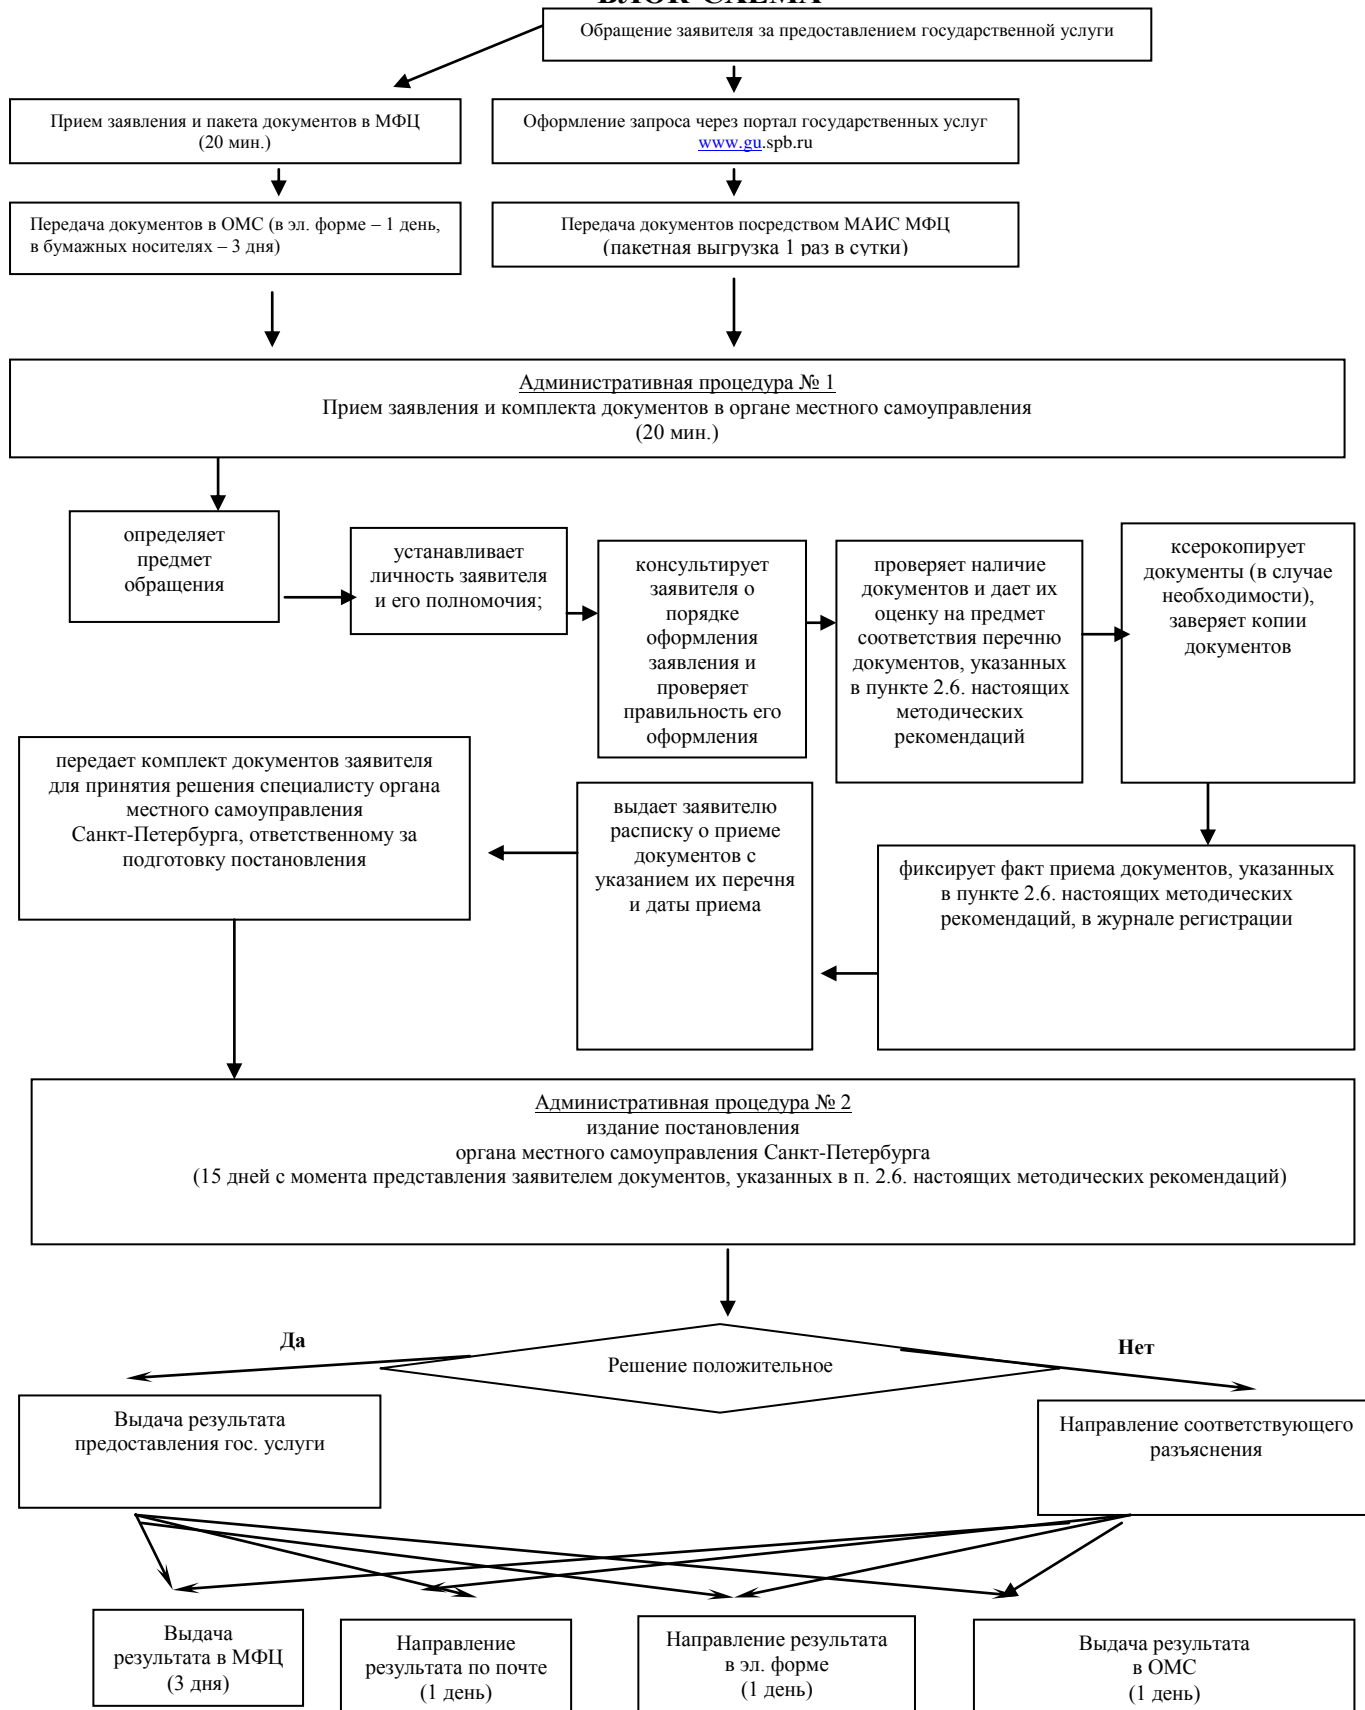 БЛОК-СХЕМА
Обращение заявителя за предоставлением государственной услуги
Прием заявления и пакета документов в МФЦ
(20 мин.)
Оформление запроса через портал государственных услуг
www.gu.spb.ru
Передача документов в ОМС (в эл. форме – 1 день,
в бумажных носителях – 3 дня)
Передача документов посредством МАИС МФЦ
(пакетная выгрузка 1 раз в сутки)
Административная процедура № 1
Прием заявления и комплекта документов в органе местного самоуправления
(20 мин.)
определяет
предмет
обращения
устанавливает
личность заявителя
и его полномочия;
консультирует
заявителя о
порядке
оформления
заявления и
проверяет
правильность его
оформления
проверяет наличие
документов и дает их
оценку на предмет
соответствия перечню
документов, указанных
в пункте 2.6. настоящих
методических
рекомендаций
ксерокопирует
документы (в случае
необходимости),
заверяет копии
документов
передает комплект документов заявителя
для принятия решения специалисту органа
местного самоуправления
Санкт-Петербурга, ответственному за
подготовку постановления
выдает заявителю
расписку о приеме
документов с
указанием их перечня
и даты приема
фиксирует факт приема документов, указанных
в пункте 2.6. настоящих методических
рекомендаций, в журнале регистрации
Административная процедура № 2
издание постановления
органа местного самоуправления Санкт-Петербурга
(15 дней с момента представления заявителем документов, указанных в п. 2.6. настоящих методических рекомендаций)
Да
Решение положительное
Нет
Выдача результата
предоставления гос. услуги
Направление соответствующего
разъяснения
Выдача
результата в МФЦ
(3 дня)
Направление
результата по почте
(1 день)
Направление результата
в эл. форме
(1 день)
Выдача результата
в ОМС
(1 день)